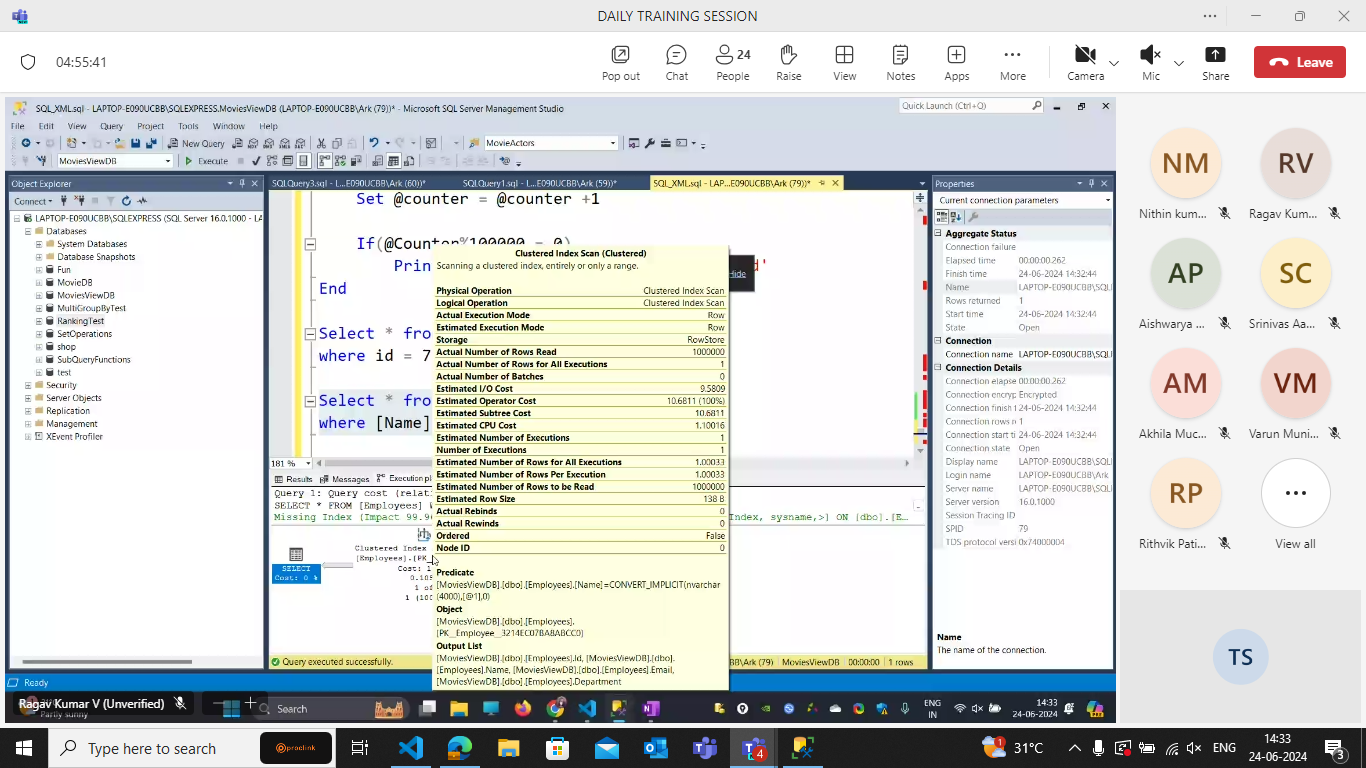 DAILY TRAINING SESSION
04:55:41
Pop out
Chat
24
People
Raise
View
Notes
Apps
More
Camera
Mic
Share
Leave
SQL_XML.sql - LAPTOP-E090UCBB\SQLEXPRESS.MoviesViewDB (LAPTOP-E090UCBB\Ark (79))* - Microsoft SQL Server Management Studio
Quick Launch (Ctrl+Q)
File Edit View Query Project Tools Window Help
New Query
MovieActors
MoviesViewDB
Execute
Object Explorer
Connect
LAPTOP-E090UCBB\SQLEXPRESS (SQL Server 16.0.1000 - LA
Databases
System Databases
Database Snapshots
Fun
MovieDB
MoviesViewDB
MultiGroupByTest
RankingTest
SetOperations
shop
SubQueryFunctions
test
Security
Server Objects
Replication
Management
XEvent Profiler
SQLQuery3.sql - L...E090UCBB\Ark (60))*
SQLQuery1.sql - L...E090UCBB\Ark (59))*
SQL_XML.sql - LAP...E090UCBB\Ark (79))*
Set @counter = @counter +1
If(@Counter%100000 = 0)
Prin
d'
Hide
End
Select * fro
where id = 7
Select * fro
where [Name]
181 %
Results
Messages
Execution pl
Query 1: Query cost (relati
SELECT * FROM [Employees] W
Missing Index (Impact 99.9
Index, sysname,>] ON [dbo].[E...
SELECT
Cost: 0 %
Clustered Index
[Employees].[PK_
Cost: 1
0.105
1 of
1 (100
Clustered Index Scan (Clustered)
Scanning a clustered index, entirely or only a range.
Physical Operation Clustered Index Scan
Logical Operation Clustered Index Scan
Actual Execution Mode Row
Estimated Execution Mode Row
Storage RowStore
Actual Number of Rows Read 1000000
Actual Number of Rows for All Executions 1
Actual Number of Batches 0
Estimated I/O Cost 9.5809
Estimated Operator Cost 10.6811 (100%)
Estimated Subtree Cost 10.6811
Estimated CPU Cost 1.10016
Estimated Number of Executions 1
Number of Executions 1
Estimated Number of Rows for All Executions 1.00033
Estimated Number of Rows Per Execution 1.00033
Estimated Number of Rows to be Read 1000000
Estimated Row Size 138 B
Actual Rebinds 0
Actual Rewinds 0
Ordered False
Node ID 0
Predicate
[MoviesViewDB].[dbo].[Employees].[Name]=CONVERT_IMPLICIT(nvarchar
(4000),[@1],0)
Object
[MoviesViewDB].[dbo].[Employees].
[PK__Employee__3214EC07BA8ABCC0]
Output List
[MoviesViewDB].[dbo].[Employees].Id, [MoviesViewDB].[dbo].
[Employees].Name, [MoviesViewDB].[dbo].[Employees].Email,
[MoviesViewDB].[dbo].[Employees].Department
Query executed successfully.
BB\Ark (79) MoviesViewDB 00:00:00 1 rows
Properties
Current connection parameters
Aggregate Status
Connection failure
Elapsed time 00:00:00.262
Finish time 24-06-2024 14:32:44
Name LAPTOP-E090UCBB\SQL
Rows returned 1
Start time 24-06-2024 14:32:44
State Open
Connection
Connection name LAPTOP-E090UCBB\SQL
Connection Details
Connection elapse 00:00:00.262
Connection encryp Encrypted
Connection finish t 24-06-2024 14:32:44
Connection rows r 1
Connection start ti 24-06-2024 14:32:44
Connection state Open
Display name LAPTOP-E090UCBB\SQL
Login name LAPTOP-E090UCBB\Ark
Server name LAPTOP-E090UCBB\SQL
Server version 16.0.1000
Session Tracing ID
SPID 79
TDS protocol versi 0x74000004
Name
The name of the connection.
Ready
Ragav Kumar V (Unverified)
Partly sunny
Search
ENG
IN
14:33
24-06-2024
NM
Nithin kum...
RV
Ragav Kum...
AP
Aishwarya ...
SC
Srinivas Aa...
AM
Akhila Muc...
VM
Varun Muni...
RP
Rithvik Pati...
View all
TS
Type here to search
proclink
4
1
31°C
ENG
14:33
24-06-2024
3